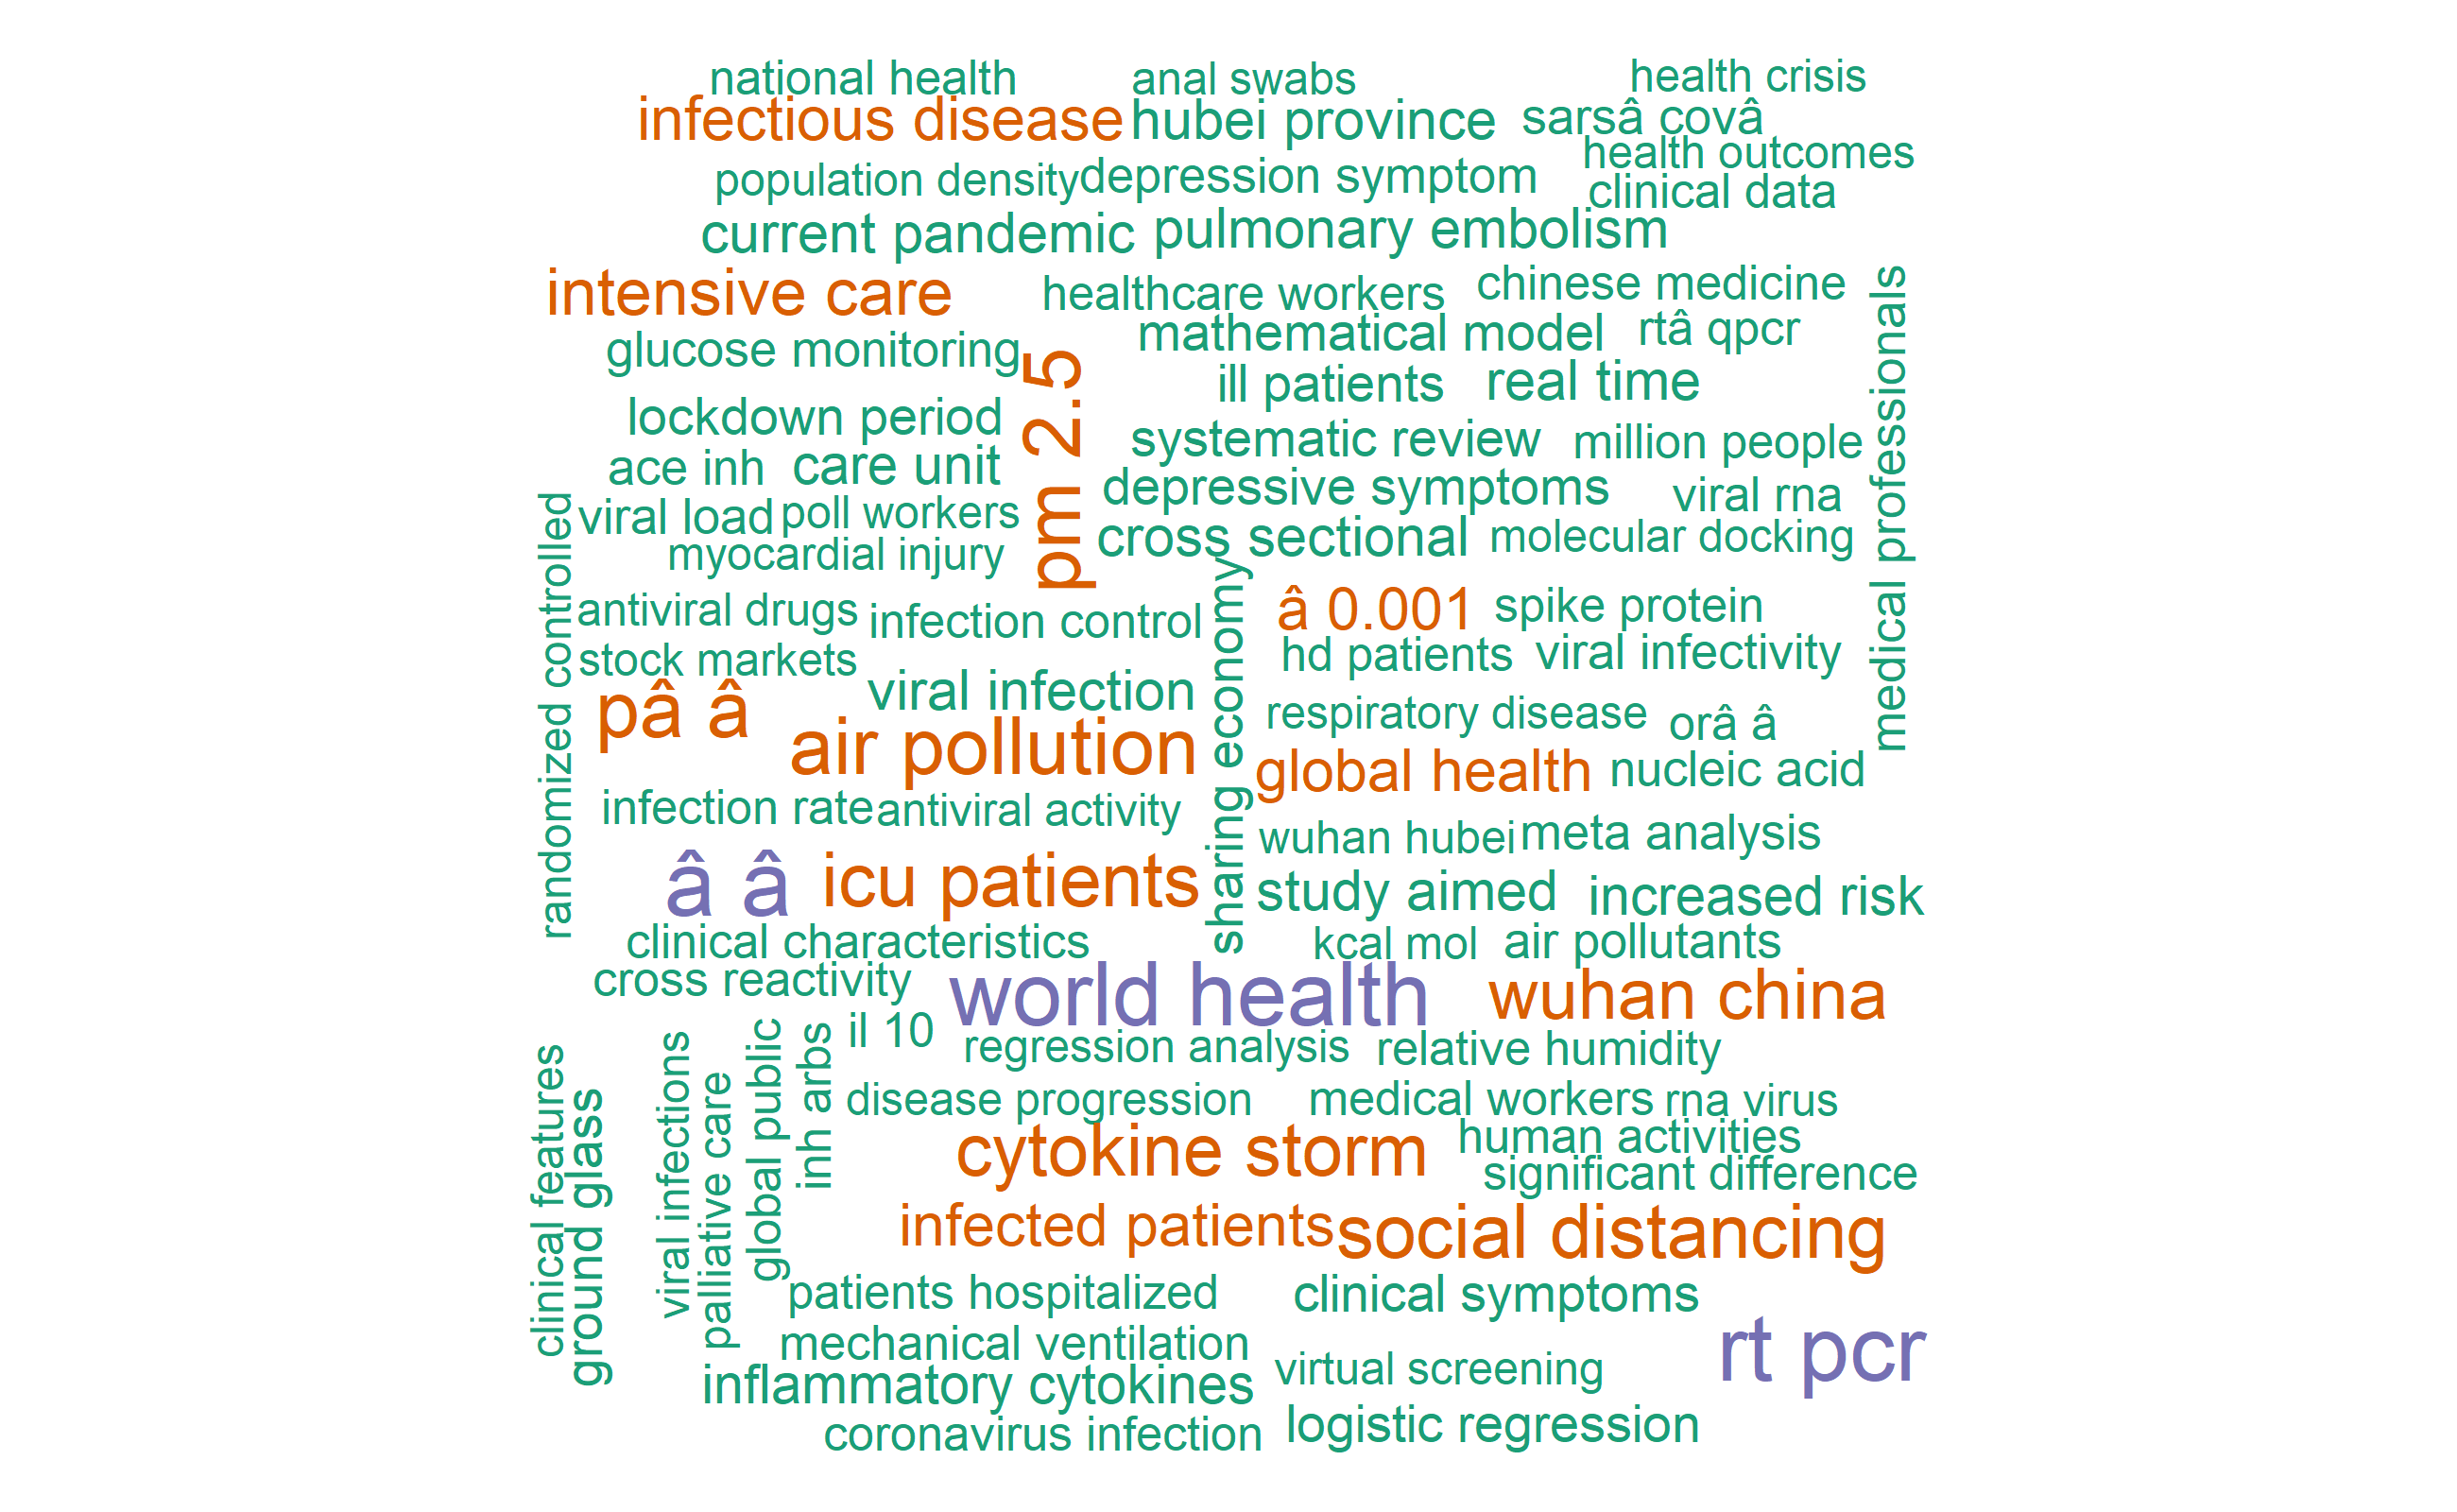 national health
anal swabs
health crisis
infectious disease
hubei province
sarsâ covâ
health outcomes
population density
depression symptom
clinical data
current pandemic
pulmonary embolism
intensive care
healthcare workers
chinese medicine
medical professionals
glucose monitoring
pm 2.5
mathematical model
rtâ qpcr
ill patients
real time
lockdown period
systematic review
million people
ace inh
care unit
depressive symptoms
viral rna
randomized controlled
viral load
poll workers
cross sectional
molecular docking
myocardial injury
sharing economy
antiviral drugs
infection control
â 0.001
spike protein
stock markets
hd patients
viral infectivity
pâ â
viral infection
respiratory disease
orâ â
air pollution
global health
nucleic acid
infection rate
antiviral activity
wuhan hubei
meta analysis
â â
icu patients
study aimed
increased risk
clinical characteristics
kcal mol
air pollutants
cross reactivity
world health
wuhan china
il 10
regression analysis
relative humidity
clinical features
ground glass
viral infections
palliative care
global public
inh arbs
disease progression
medical workers
rna virus
cytokine storm
human activities
significant difference
infected patients
social distancing
patients hospitalized
clinical symptoms
mechanical ventilation
rt pcr
inflammatory cytokines
virtual screening
coronavirus infection
logistic regression